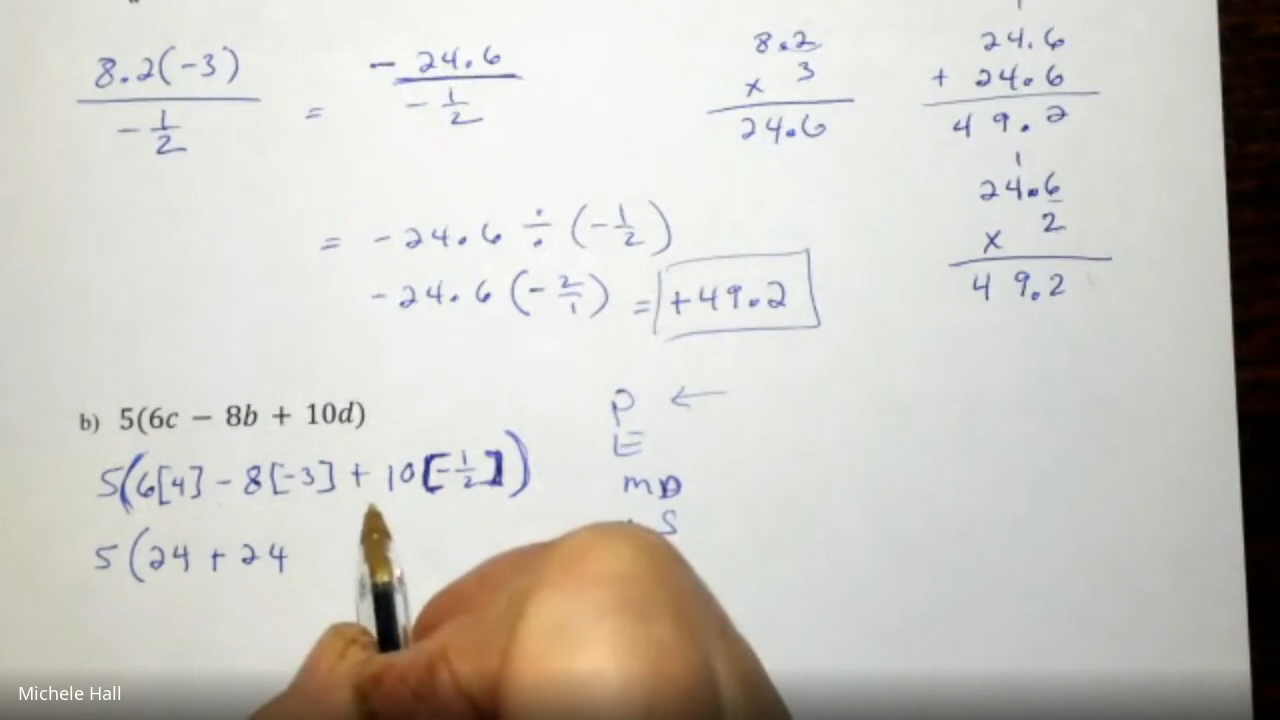 8.2(-3) / -1/2 = -24.6 / -1/2
= -24.6 ÷ (-1/2)
-24.6 (-2/1) = +49.2
8.2
x 3
24.6
1
24.6
+ 24.6
49.2
1
24.6
x 2
49.2
b) 5(6c − 8b + 10d)
5(6[4] - 8[-3] + 10[-1/2])
5(24 + 24
P ←
E
MD
S
Michele Hall